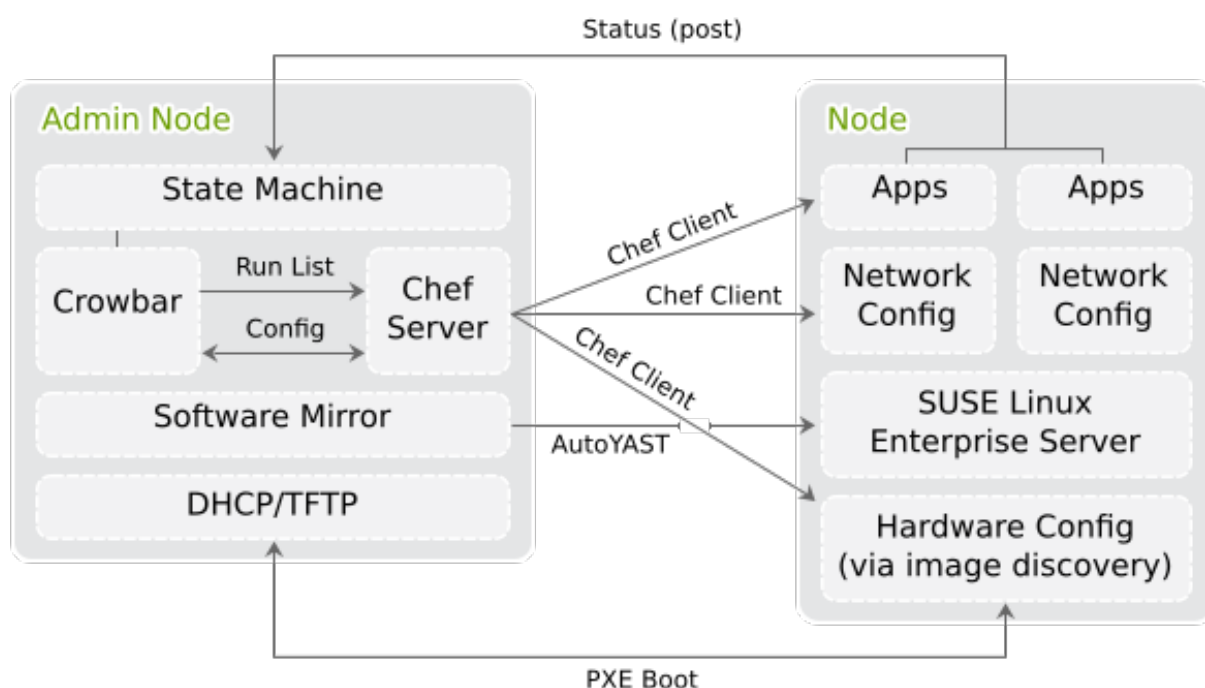 Status (post)
Admin Node
State Machine
Crowbar
Run List
Config
Chef
Server
Software Mirror
DHCP/TFTP
Chef Client
Chef Client
Chef Client
AutoYAST
Node
Apps
Apps
Network
Config
Network
Config
SUSE Linux
Enterprise Server
Hardware Config
(via image discovery)
PXE Boot